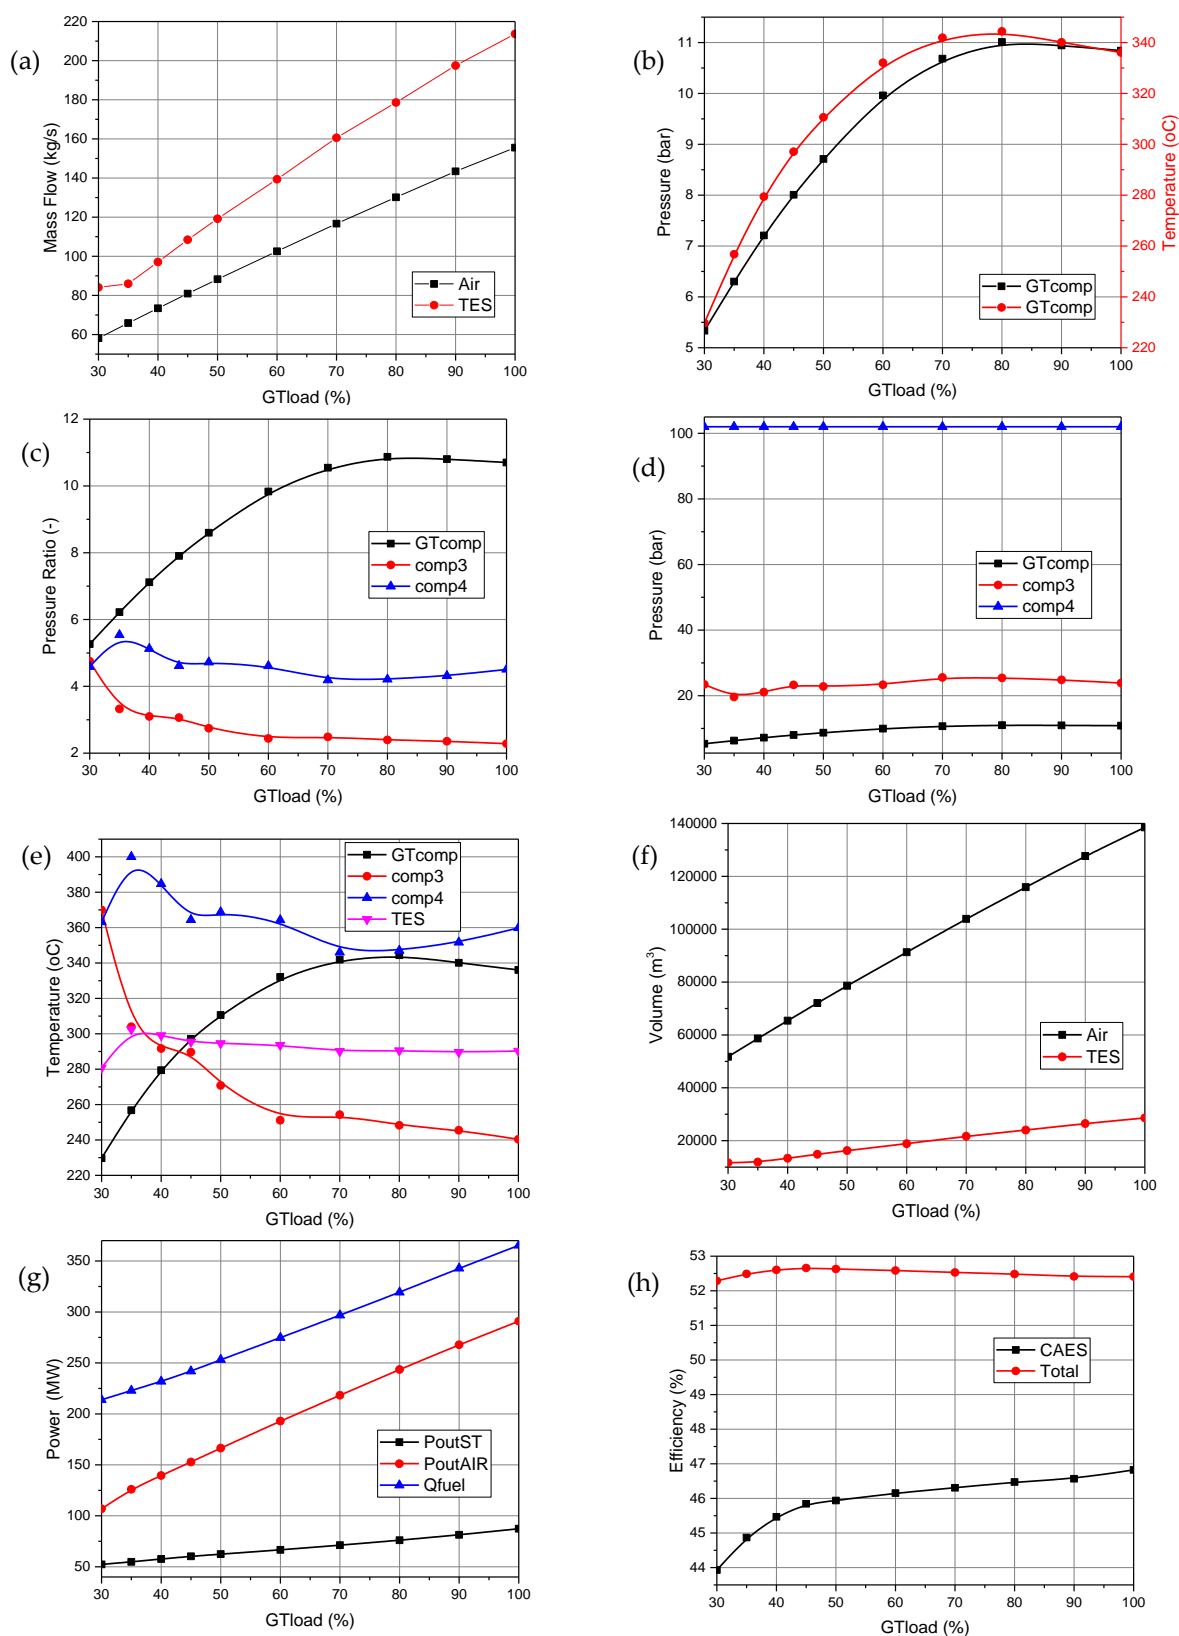 (a)
220
200
180
160
140
120
100
80
60
Mass Flow (kg/s)
Air
TES
30 40 50 60 70 80 90 100
GTload (%)
(b)
11
10
9
8
7
6
5
Pressure (bar)
340
320
300
280
260
240
220
Temperature (oC)
GTcomp
GTcomp
30 40 50 60 70 80 90 100
GTload (%)
(c)
12
10
8
6
4
2
Pressure Ratio (-)
GTcomp
comp3
comp4
30 40 50 60 70 80 90 100
GTload (%)
(d)
100
80
60
40
20
Pressure (bar)
GTcomp
comp3
comp4
30 40 50 60 70 80 90 100
GTload (%)
(e)
400
380
360
340
320
300
280
260
240
220
Temperature (oC)
GTcomp
comp3
comp4
TES
30 40 50 60 70 80 90 100
GTload (%)
(f)
140000
120000
100000
80000
60000
40000
20000
Volume (m³)
Air
TES
30 40 50 60 70 80 90 100
GTload (%)
(g)
350
300
250
200
150
100
50
Power (MW)
PoutST
PoutAIR
Qfuel
30 40 50 60 70 80 90 100
GTload (%)
(h)
53
52
51
50
49
48
47
46
45
44
Efficiency (%)
CAES
Total
30 40 50 60 70 80 90 100
GTload (%)